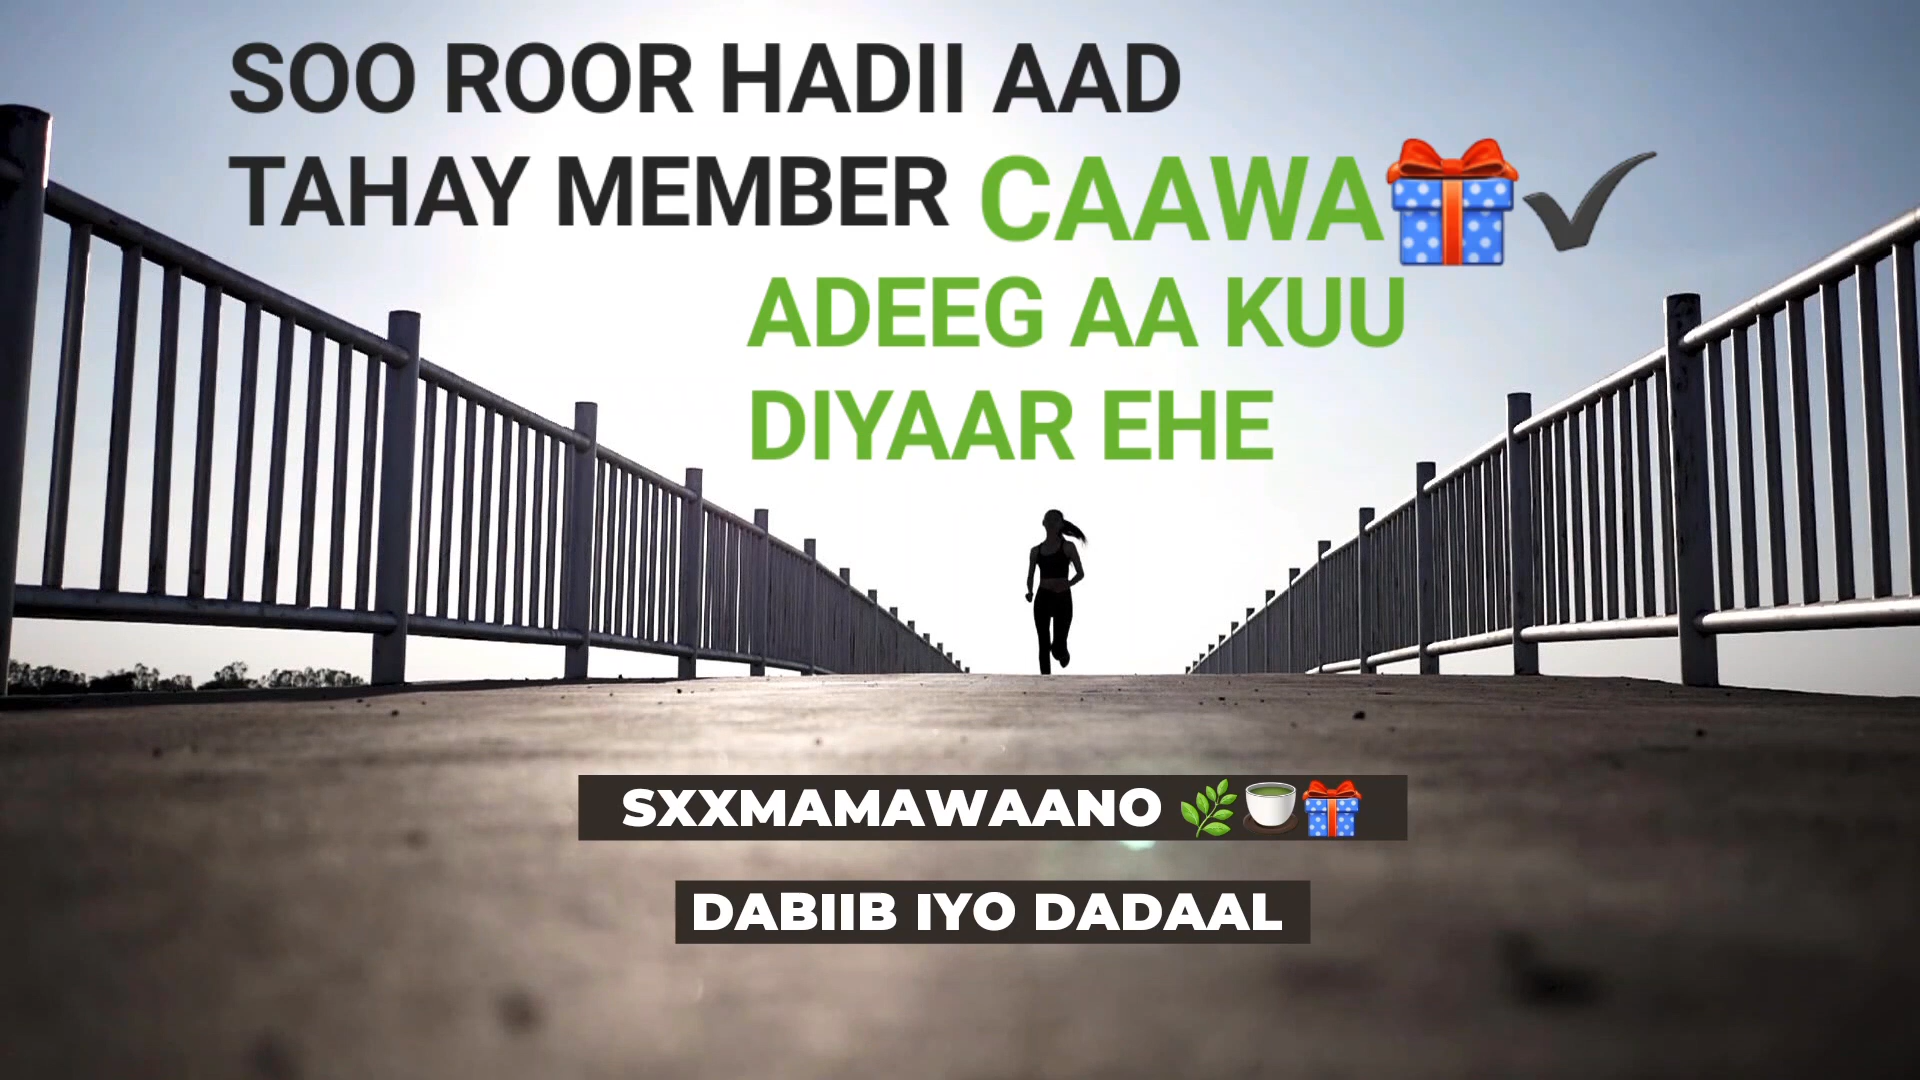 SOO ROOR HADII AAD
TAHAY MEMBER CAAWA🎁✔
ADEEG AA KUU
DIYAAR EHE
SXXMAMAWAANO 🌿🍵🎁
DABIIB IYO DADAAL